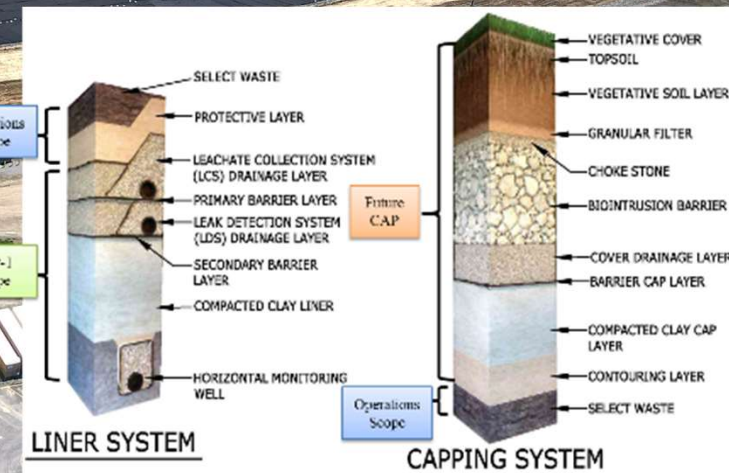 SELECT WASTE
PROTECTIVE LAYER
LEACHATE COLLECTION SYSTEM
(LCS) DRAINAGE LAYER
PRIMARY BARRIER LAYER
LEAK DETECTION SYSTEM
(LDS) DRAINAGE LAYER
SECONDARY BARRIER
LAYER
COMPACTED CLAY LINER
HORIZONTAL MONITORING
WELL
LINER SYSTEM
VEGETATIVE COVER
TOPSOIL
VEGETATIVE SOIL LAYER
GRANULAR FILTER
CHOKE STONE
BIOINTRUSION BARRIER
Future
CAP
COVER DRAINAGE LAYER
BARRIER CAP LAYER
COMPACTED CLAY CAP
LAYER
CONTOURING LAYER
Operations
Scope
SELECT WASTE
CAPPING SYSTEM